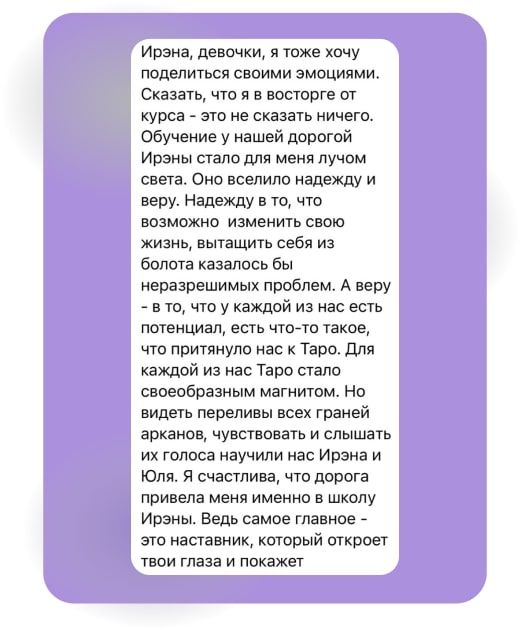 Ирэна, девочки, я тоже хочу
поделиться своими эмоциями.
Сказать, что я в восторге от
курса - это не сказать ничего.
Обучение у нашей дорогой
Ирэны стало для меня лучом
света. Оно вселило надежду и
веру. Надежду в то, что
возможно  изменить свою
жизнь, вытащить себя из
болота казалось бы
неразрешимых проблем. А веру
- в то, что у каждой из нас есть
потенциал, есть что-то такое,
что притянуло нас к Таро. Для
каждой из нас Таро стало
своеобразным магнитом. Но
видеть переливы всех граней
арканов, чувствовать и слышать
их голоса научили нас Ирэна и
Юля. Я счастлива, что дорога
привела меня именно в школу
Ирэны. Ведь самое главное -
это наставник, который откроет
твои глаза и покажет